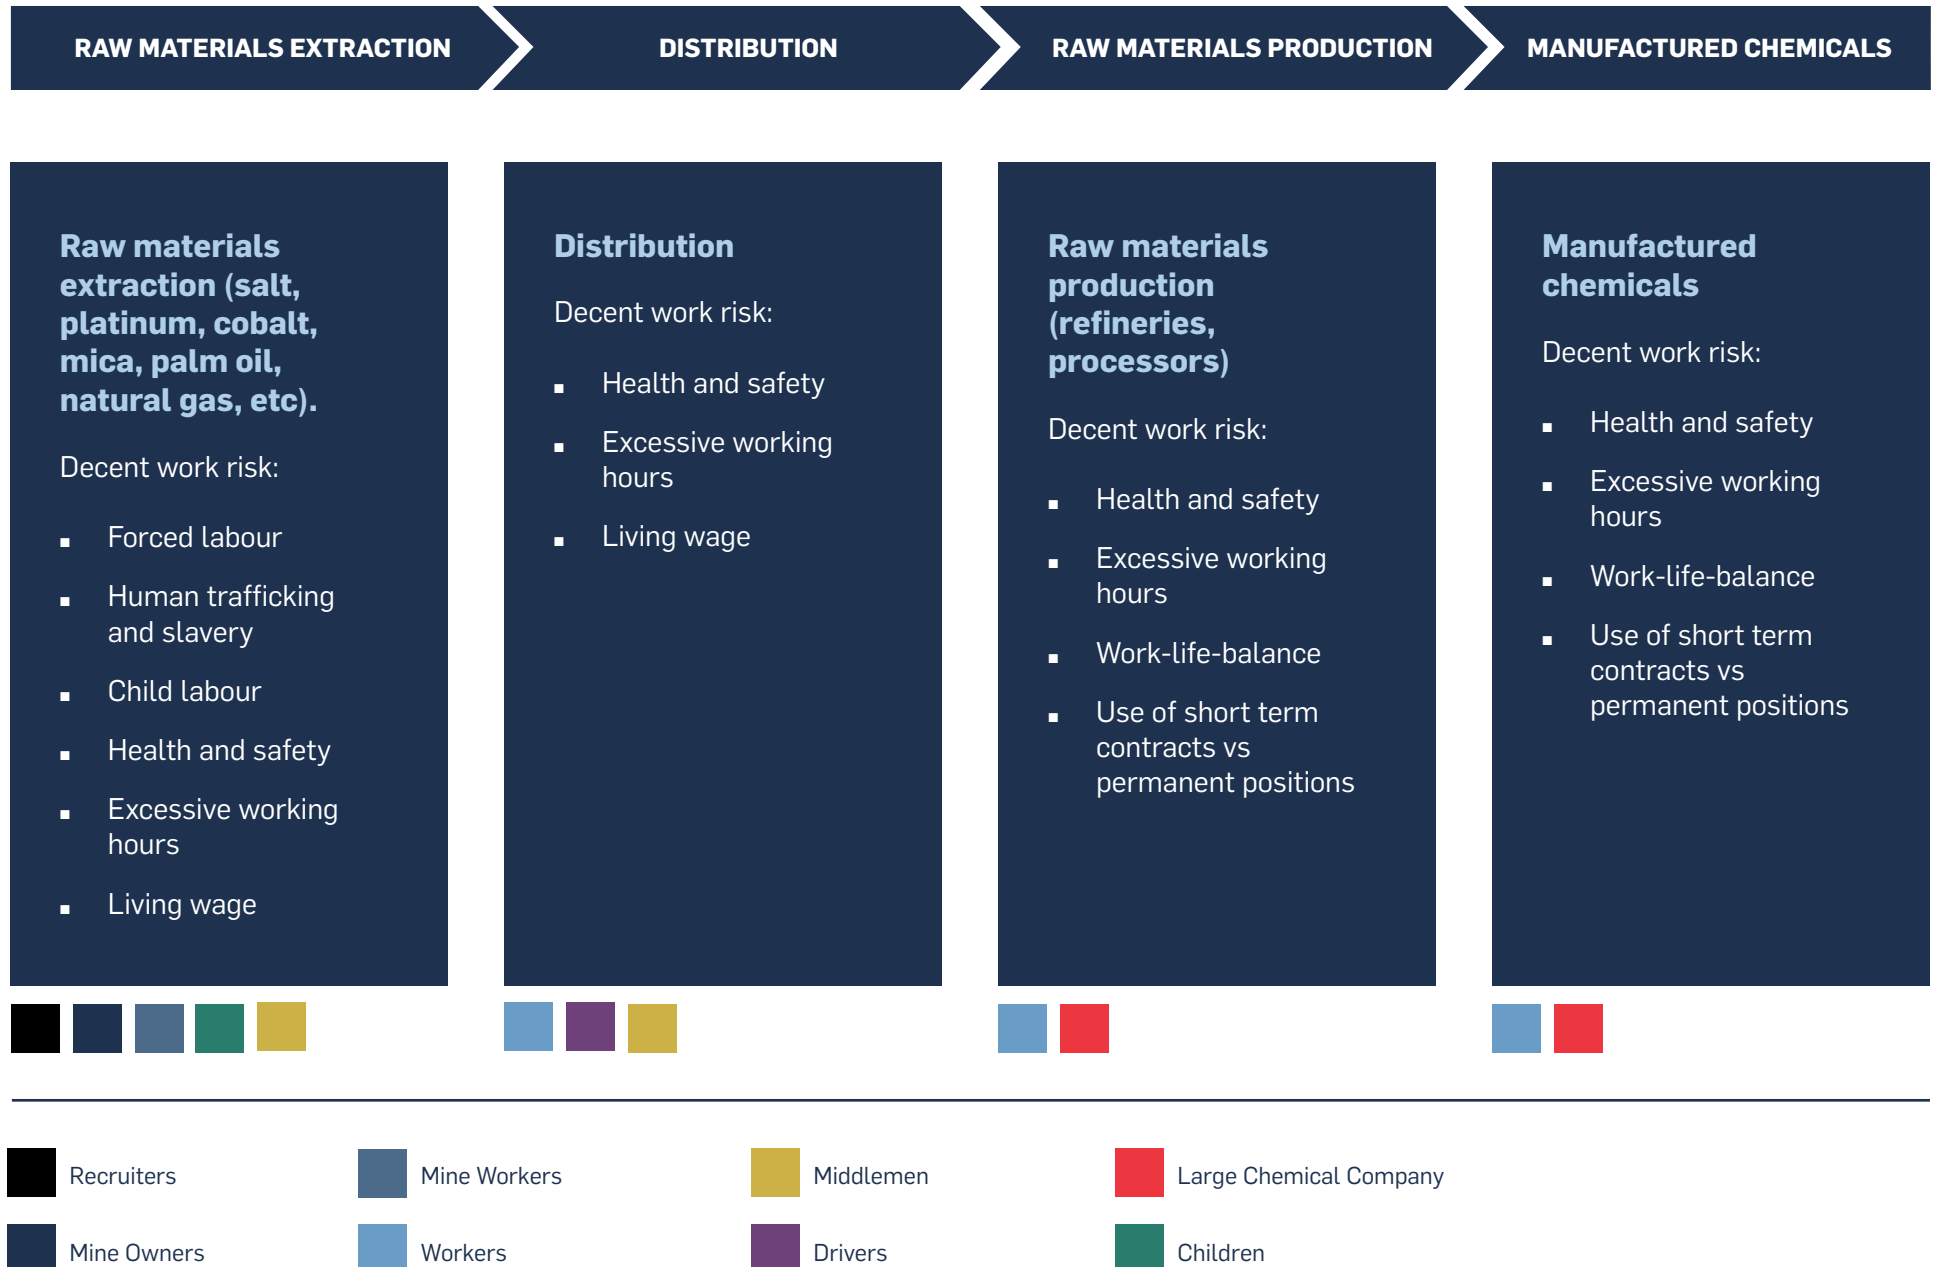 RAW MATERIALS EXTRACTION
DISTRIBUTION
RAW MATERIALS PRODUCTION
MANUFACTURED CHEMICALS
Raw materials
extraction (salt,
platinum, cobalt,
mica, palm oil,
natural gas, etc).
Decent work risk:
▪ Forced labour
▪ Human trafficking
and slavery
▪ Child labour
▪ Health and safety
▪ Excessive working
hours
▪ Living wage
Distribution
Decent work risk:
▪ Health and safety
▪ Excessive working
hours
▪ Living wage
Raw materials
production
(refineries,
processors)
Decent work risk:
▪ Health and safety
▪ Excessive working
hours
▪ Work-life-balance
▪ Use of short term
contracts vs
permanent positions
Manufactured
chemicals
Decent work risk:
▪ Health and safety
▪ Excessive working
hours
▪ Work-life-balance
▪ Use of short term
contracts vs
permanent positions
Recruiters
Mine Workers
Middlemen
Large Chemical Company
Mine Owners
Workers
Drivers
Children